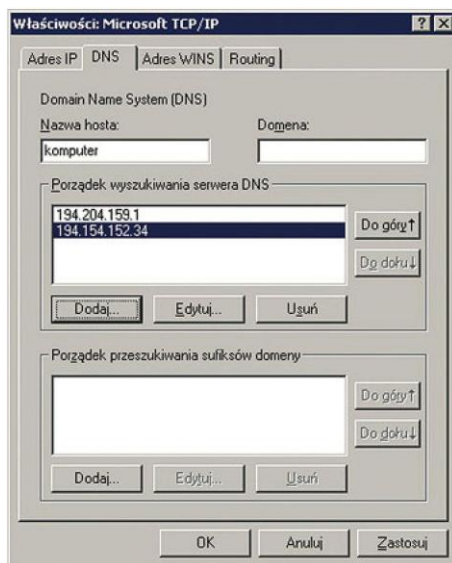 Właściwości: Microsoft TCP/IP
Adres IP DNS Adres WINS Routing
Domain Name System (DNS)
Nazwa hosta: Domena:
komputer
Porządek wyszukiwania serwera DNS
194.204.159.1
194.154.152.34
Do góry↑
Do dołu↓
Dodaj... Edytuj... Usuń
Porządek przeszukiwania sufiksów domeny
Do góry↑
Do dołu↓
Dodaj... Edytuj... Usuń
OK Anuluj Zastosuj